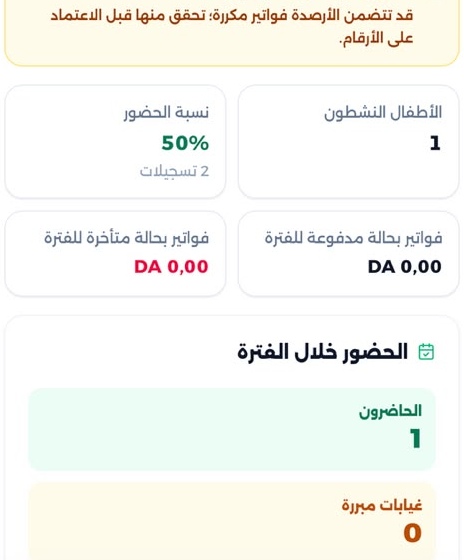 قد تتضمن الأرصدة فواتير مكررة؛ تحقق منها قبل الاعتماد
على الأرقام.
الأطفال النشطون
1
نسبة الحضور
50%
2 تسجيلات
فواتير بحالة مدفوعة للفترة
DA 0,00
فواتير بحالة متأخرة للفترة
DA 0,00
الحضور خلال الفترة
الحاضرون
1
غيابات مبررة
0